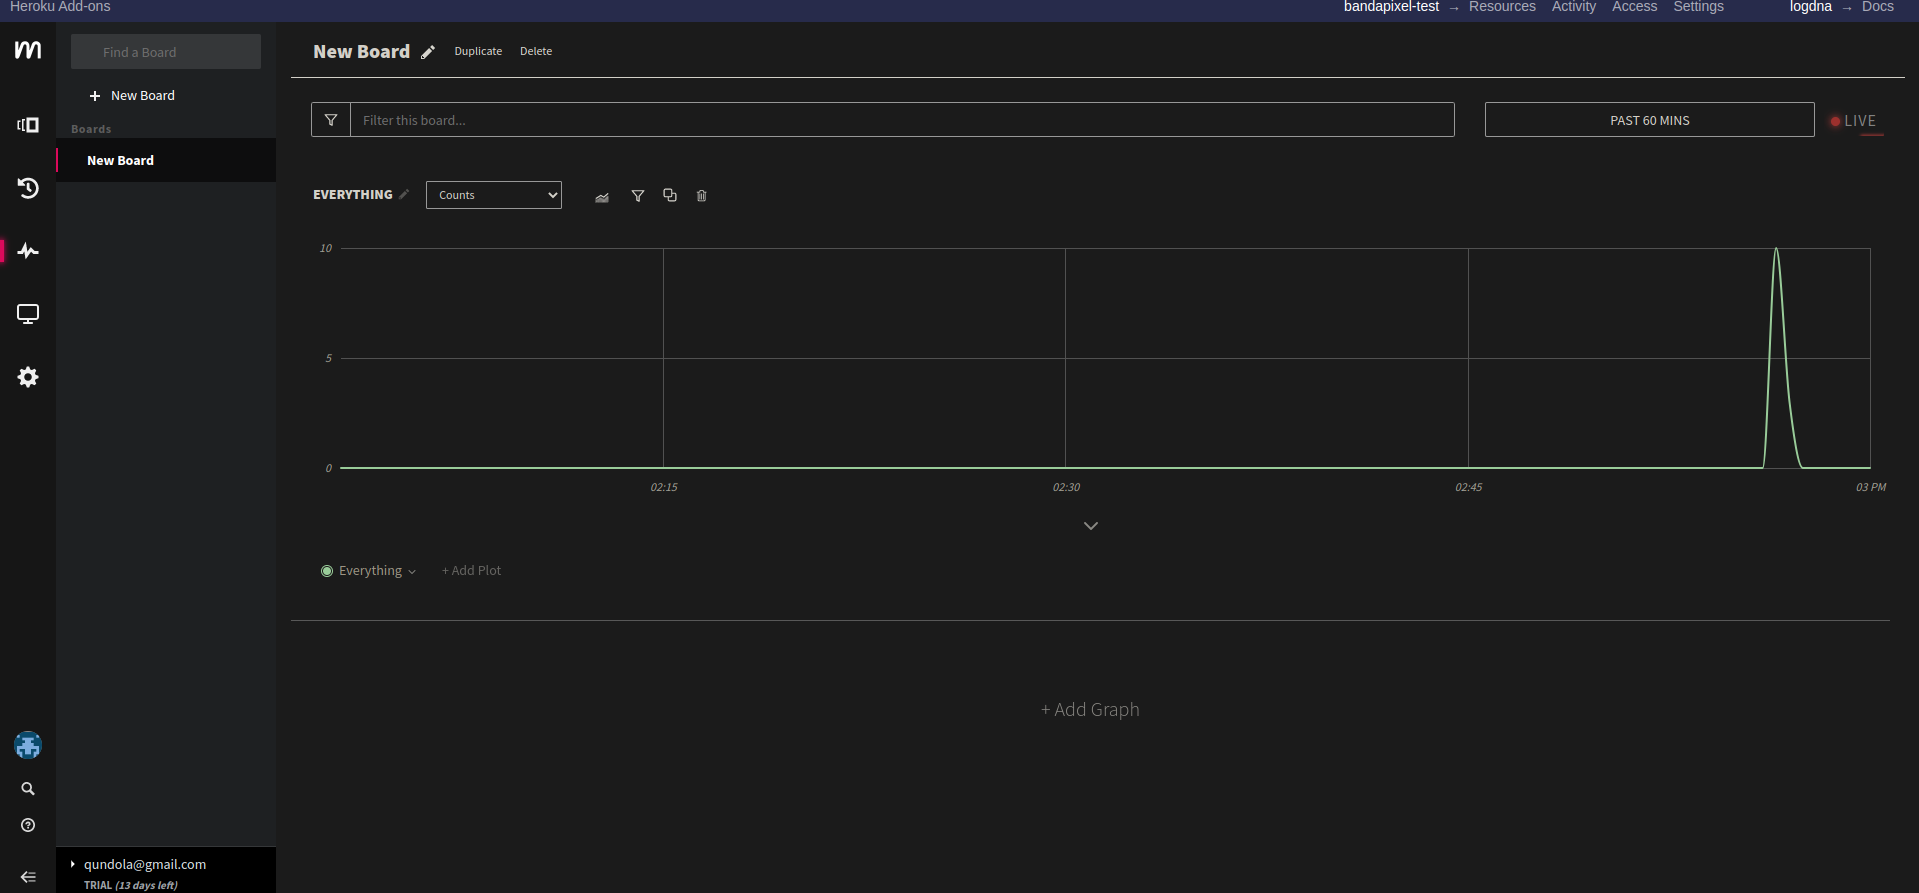 Heroku Add-ons
bandapixel-test → Resources Activity Access Settings logdna → Docs
Find a Board
+ New Board
Boards
New Board
New Board Duplicate Delete
Filter this board...
PAST 60 MINS
LIVE
EVERYTHING
Counts
10
5
0
02:15 02:30 02:45 03 PM
Everything + Add Plot
+ Add Graph
qundola@gmail.com
TRIAL (13 days left)